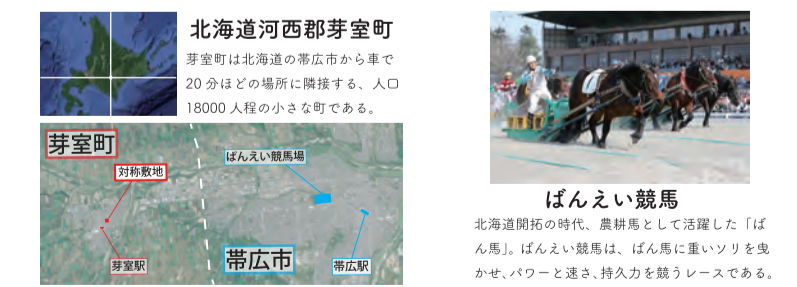 北海道河西郡芽室町
芽室町は北海道の帯広市から車で
20分ほどの場所に隣接する、人口
18000人程の小さな町である。
芽室町
対称敷地
ばんえい競馬場
芽室駅
帯広市
帯広駅
ばんえい競馬
北海道開拓の時代、農耕馬として活躍した「ば
ん馬」。ばんえい競馬は、ばん馬に重いソリを曳
かせ、パワーと速さ、持久力を競うレースである。